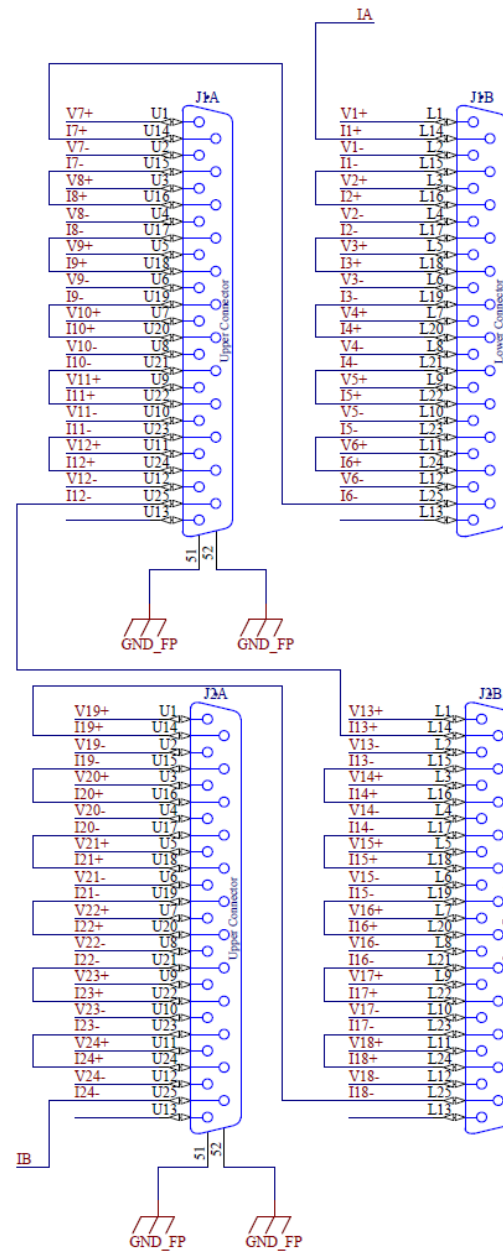 IA
J1A
V7+ U1
I7+ U14
V7- U2
I7- U15
V8+ U3
I8+ U16
V8- U4
I8- U17
V9+ U5
I9+ U18
V9- U6
I9- U19
V10+ U7
I10+ U20
V10- U8
I10- U21
V11+ U9
I11+ U22
V11- U10
I11- U23
V12+ U11
I12+ U24
V12- U12
I12- U25
U13
Upper Connector
51
52
GND_FP
GND_FP
J1B
V1+ L1
I1+ L14
V1- L2
I1- L15
V2+ L3
I2+ L16
V2- L4
I2- L17
V3+ L5
I3+ L18
V3- L6
I3- L19
V4+ L7
I4+ L20
V4- L8
I4- L21
V5+ L9
I5+ L22
V5- L10
I5- L23
V6+ L11
I6+ L24
V6- L12
I6- L25
L13
Lower Connector
J2A
V19+ U1
I19+ U14
V19- U2
I19- U15
V20+ U3
I20+ U16
V20- U4
I20- U17
V21+ U5
I21+ U18
V21- U6
I21- U19
V22+ U7
I22+ U20
V22- U8
I22- U21
V23+ U9
I23+ U22
V23- U10
I23- U23
V24+ U11
I24+ U24
V24- U12
I24- U25
U13
Upper Connector
51
52
IB
GND_FP
GND_FP
J2B
V13+ L1
I13+ L14
V13- L2
I13- L15
V14+ L3
I14+ L16
V14- L4
I14- L17
V15+ L5
I15+ L18
V15- L6
I15- L19
V16+ L7
I16+ L20
V16- L8
I16- L21
V17+ L9
I17+ L22
V17- L10
I17- L23
V18+ L11
I18+ L24
V18- L12
I18- L25
L13